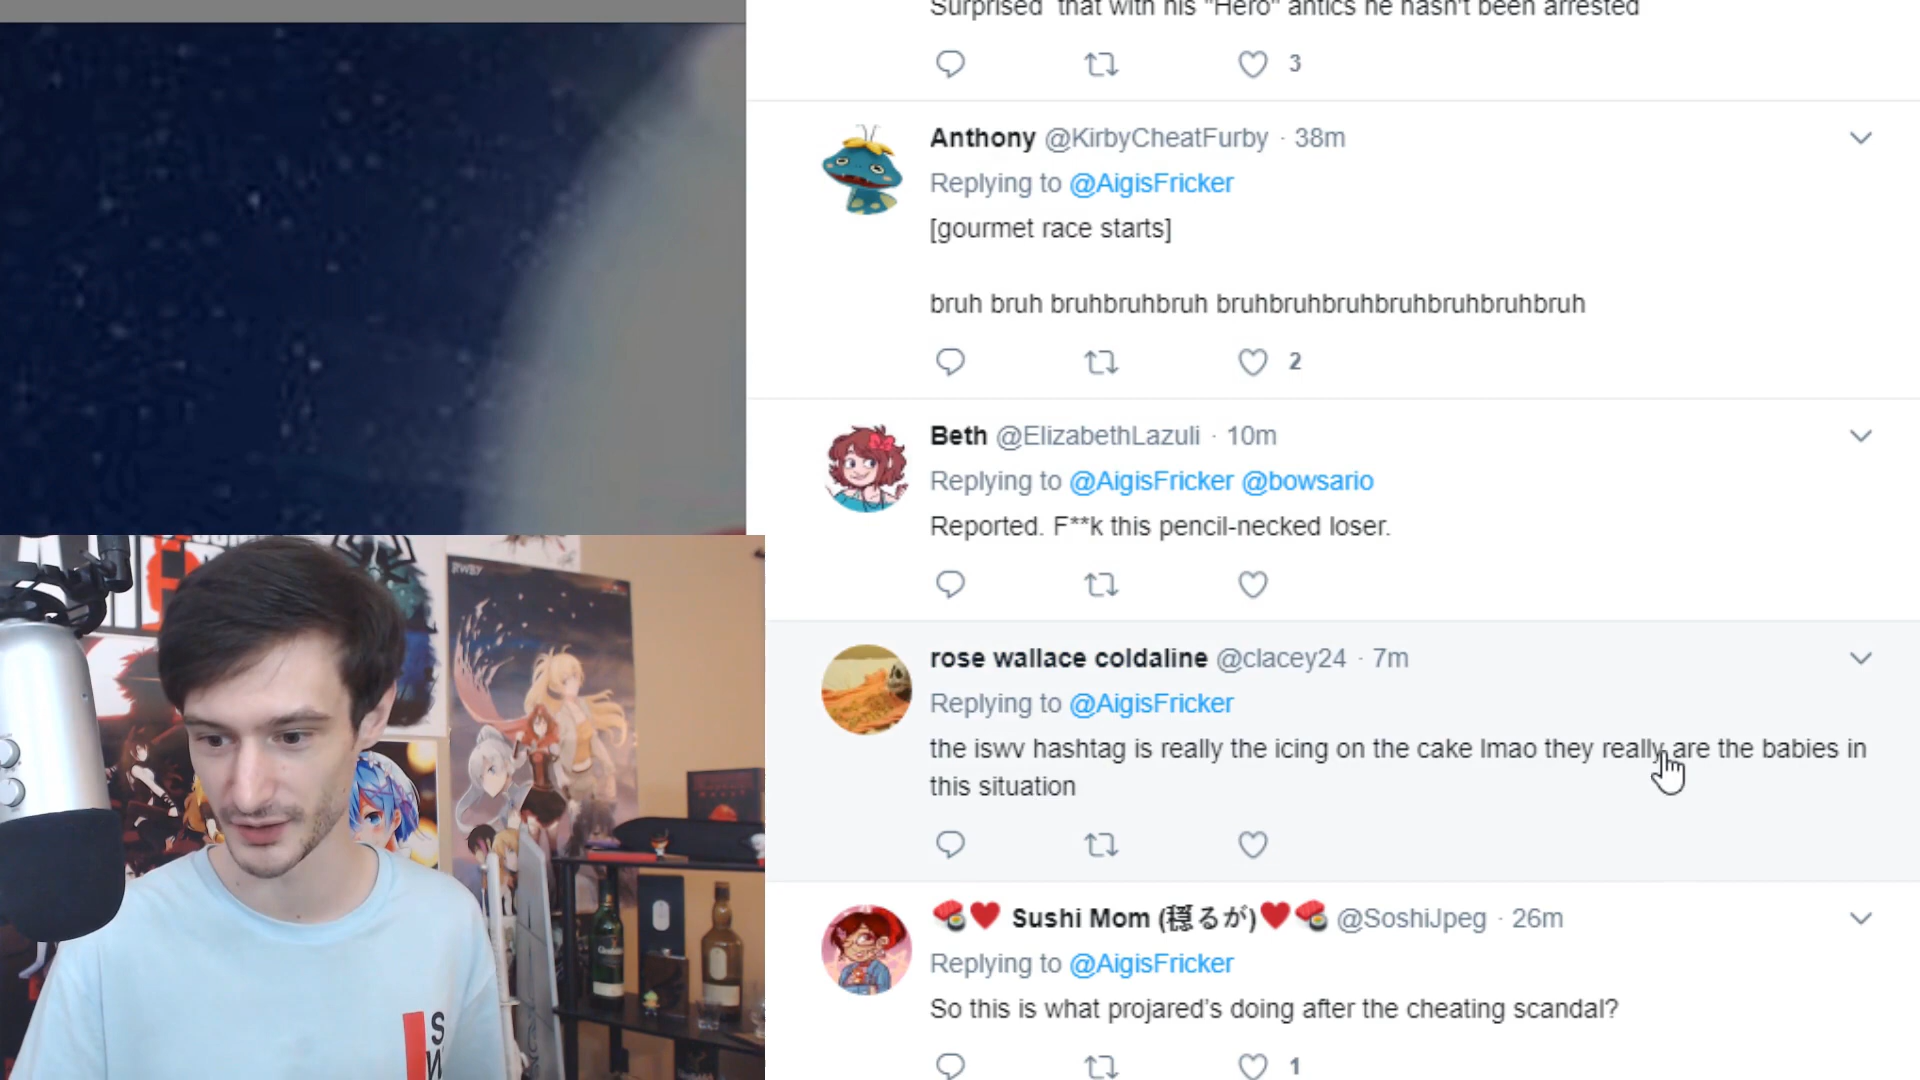 Surprised that with his "Hero" antics he hasn't been arrested
3
Anthony @KirbyCheatFurby · 38m
Replying to @AigisFricker
[gourmet race starts]
bruh bruh bruhbruhbruh bruhbruhbruhbruhbruhbruhbruh
2
Beth @ElizabethLazuli · 10m
Replying to @AigisFricker @bowsario
Reported. F**k this pencil-necked loser.
rose wallace coldaline @clacey24 · 7m
Replying to @AigisFricker
the iswv hashtag is really the icing on the cake lmao they really are the babies in
this situation
🍣❤️ Sushi Mom (穏るが)❤️🍣 @SoshiJpeg · 26m
Replying to @AigisFricker
So this is what projared's doing after the cheating scandal?
1
RWBY
S